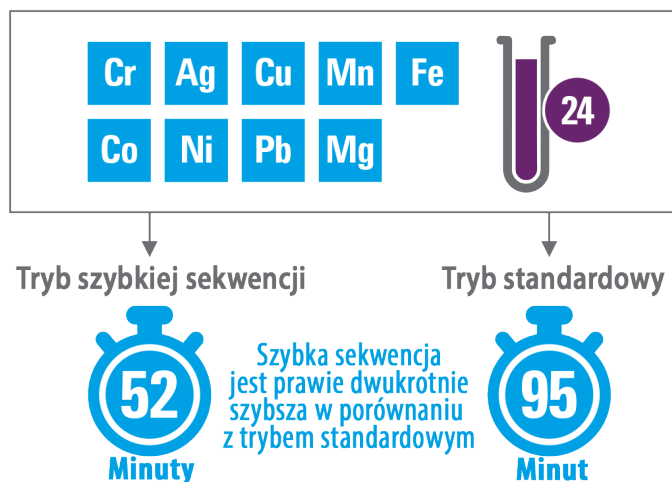 Cr Ag Cu Mn Fe
Co Ni Pb Mg
24
Tryb szybkiej sekwencji
Tryb standardowy
52
Minuty
Szybka sekwencja
jest prawie dwukrotnie
szybsza w porównaniu
z trybem standardowym
95
Minut